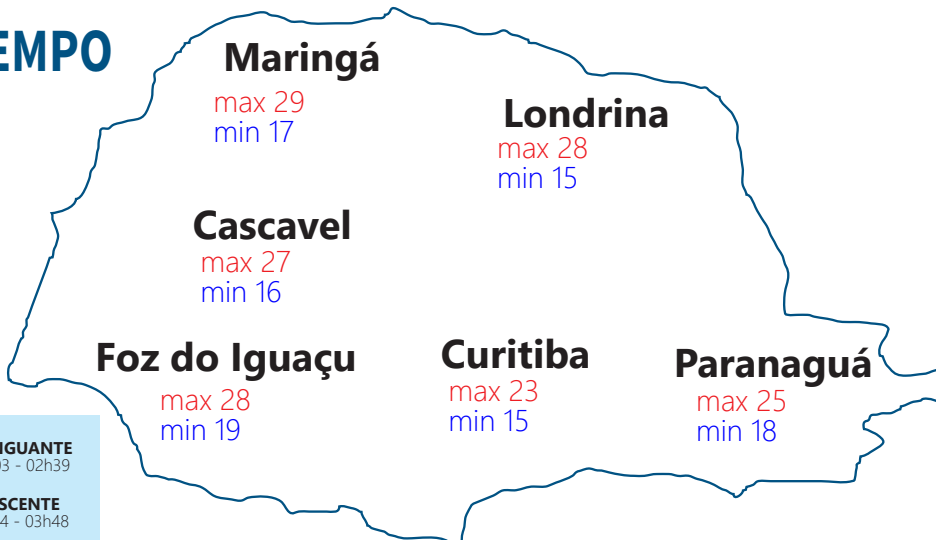 EMPO
Maringá
max 29
min 17
Londrina
max 28
min 15
Cascavel
max 27
min 16
Foz do Iguaçu
max 28
min 19
Curitiba
max 23
min 15
Paranaguá
max 25
min 18
IGUANTE
3 - 02h39
SCENTE
4 - 03h48